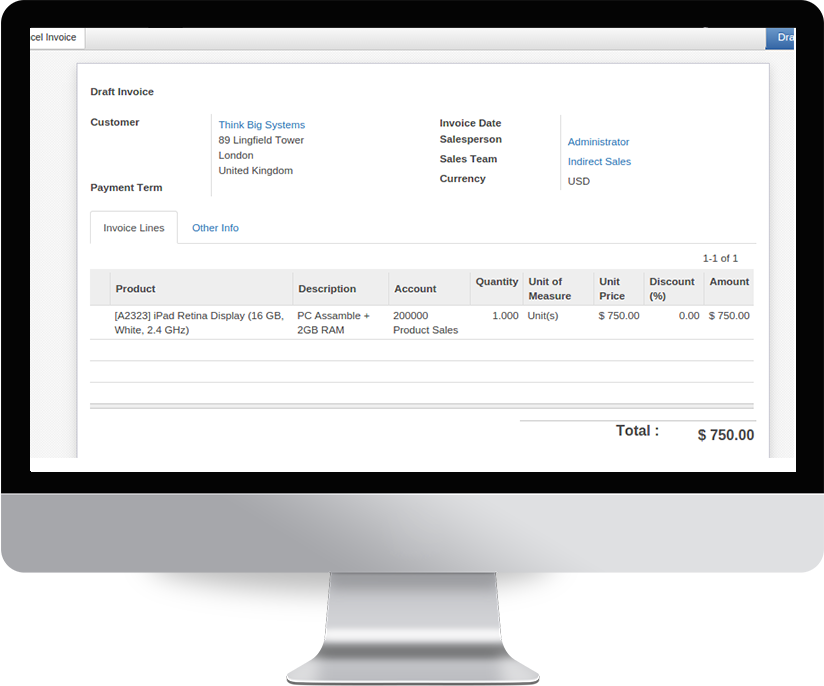 cel Invoice
Dra
Draft Invoice
Customer
Think Big Systems
89 Lingfield Tower
London
United Kingdom
Payment Term
Invoice Date
Salesperson
Administrator
Sales Team
Indirect Sales
Currency
USD
Invoice Lines Other Info
1-1 of 1
Product Description Account Quantity Unit of Measure Unit Price Discount (%) Amount
[A2323] iPad Retina Display (16 GB, PC Assamble + 200000 1.000 Unit(s) $ 750.00 0.00 $ 750.00
White, 2.4 GHz) 2GB RAM Product Sales
Total : $ 750.00